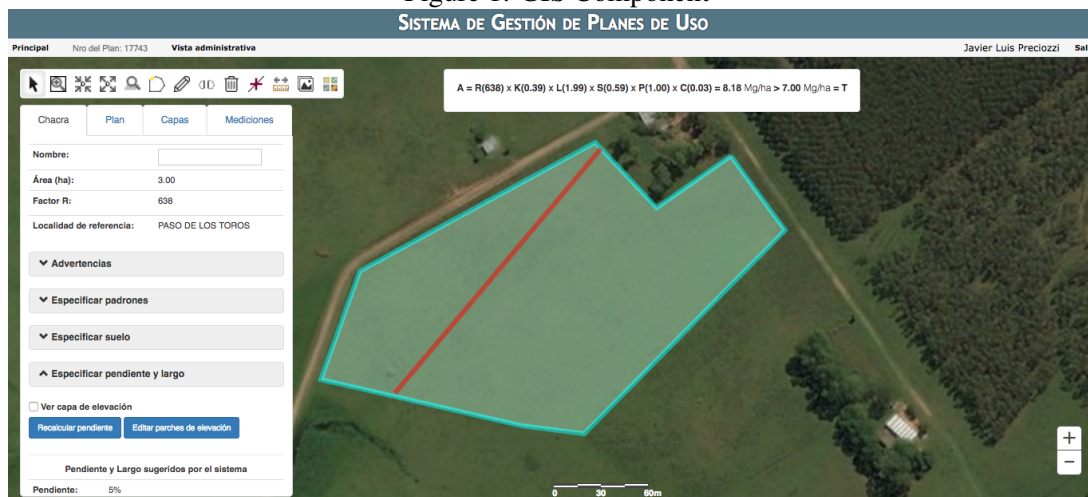 Figure 1: GIS Component
SISTEMA DE GESTIÓN DE PLANES DE USO
Principal Nro del Plan: 17743 Vista administrativa Javier Luis Preciozzi Sal
A = R(638) x K(0.39) x L(1.99) x S(0.59) x P(1.00) x C(0.03) = 8.18 Mg/ha > 7.00 Mg/ha = T
Chacra Plan Capas Mediciones
Nombre:
Área (ha): 3.00
Factor R: 638
Localidad de referencia: PASO DE LOS TOROS
Advertencias
Especificar padrones
Especificar suelo
Especificar pendiente y largo
Ver capa de elevación
Recalcular pendiente Editar parches de elevación
Pendiente y Largo sugeridos por el sistema
Pendiente: 5%
0 30 60m
+
−